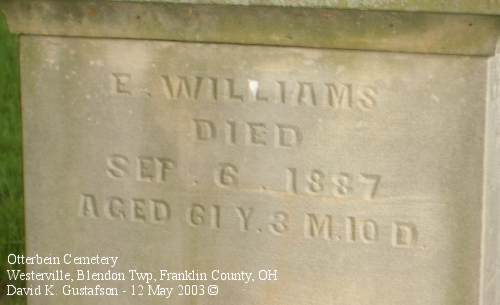 E. WILLIAMS
DIED
SEP. 6. 1887
AGED 61 Y. 3 M. 10 D.
Otterbein Cemetery
Westerville, Blendon Twp, Franklin County, OH
David K. Gustafson - 12 May 2003©